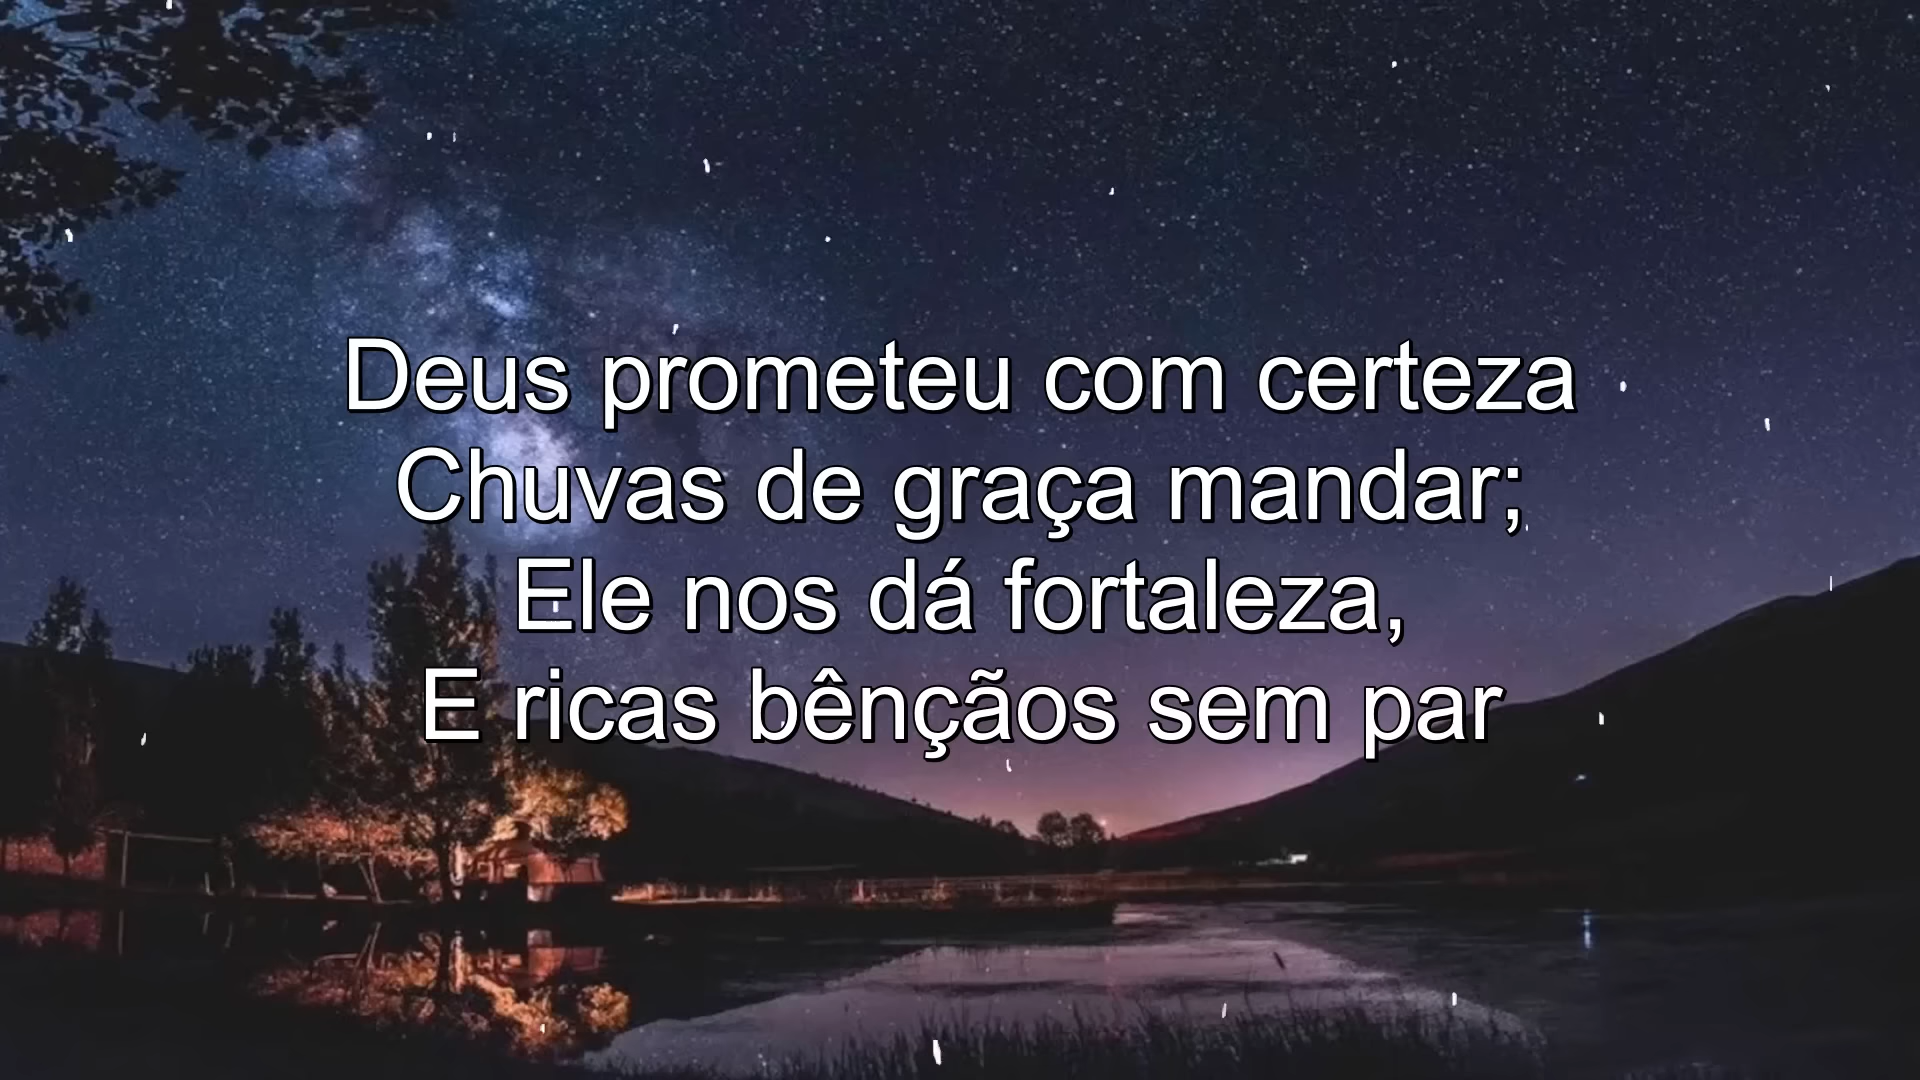 Deus prometeu com certeza
Chuvas de graça mandar;
Ele nos dá fortaleza,
E ricas bênçãos sem par